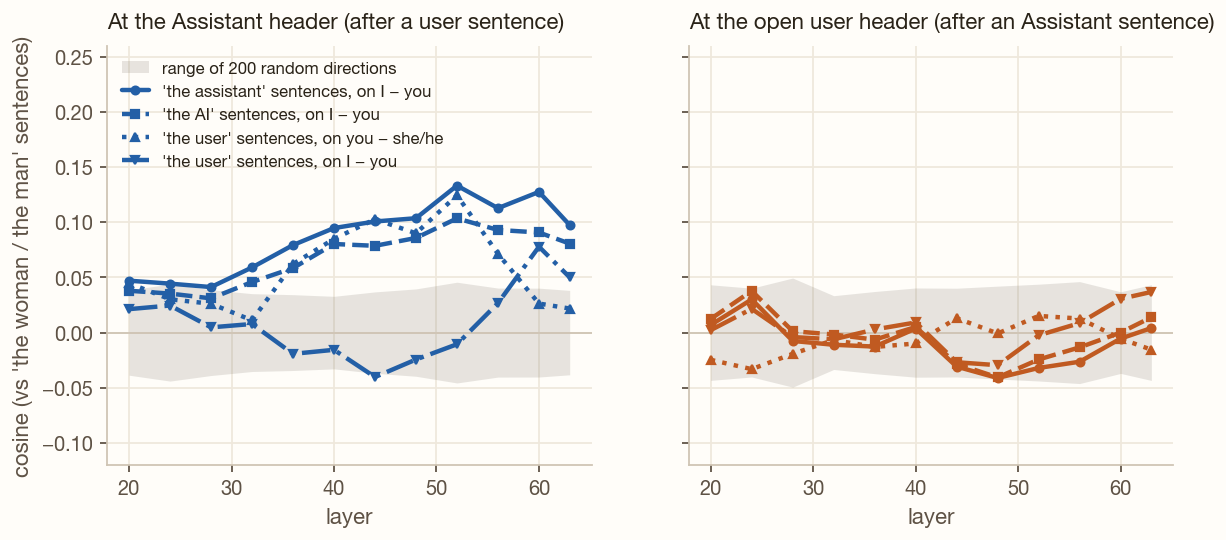 At the Assistant header (after a user sentence)
At the open user header (after an Assistant sentence)
cosine (vs 'the woman / the man' sentences)
0.25
0.20
0.15
0.10
0.05
0.00
−0.05
−0.10
range of 200 random directions
'the assistant' sentences, on I − you
'the AI' sentences, on I − you
'the user' sentences, on you − she/he
'the user' sentences, on I − you
20 30 40 50 60
layer
20 30 40 50 60
layer